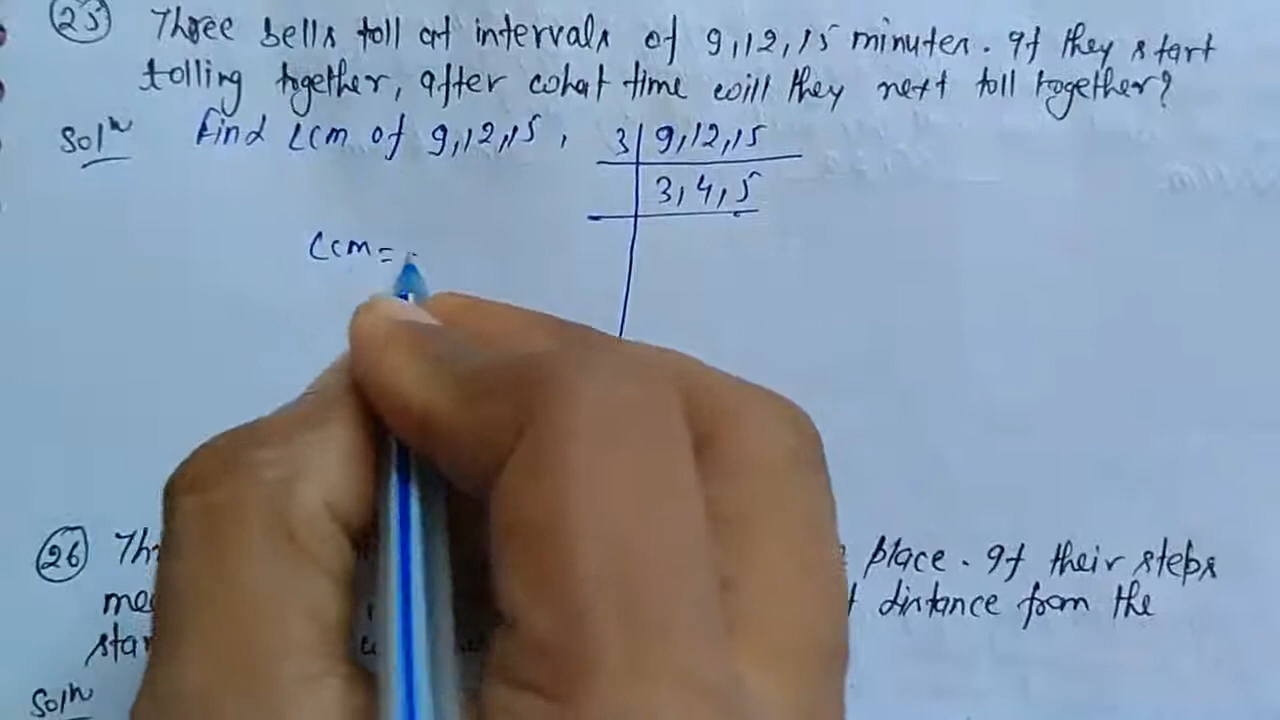 25 Three bells toll at intervals of 9,12,15 minutes. If they start
tolling together, after what time will they next toll together?
Solⁿ Find LCM of 9,12,15, 3 9,12,15
3,4,5
LCM =
26 place. If their steps
distance from the
Solⁿ